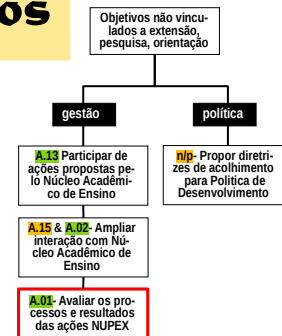 os
Objetivos não vincu-
lados a extensão,
pesquisa, orientação
gestão
política
A.13 Participar de
ações propostas pe-
lo Núcleo Acadêmi-
co de Ensino
n/p- Propor diretri-
zes de acolhimento
para Politica de
Desenvolvimento
A.15 & A.02- Ampliar
interação com Nú-
cleo Acadêmico de
Ensino
A.01- Avaliar os pro-
cessos e resultados
das ações NUPEX